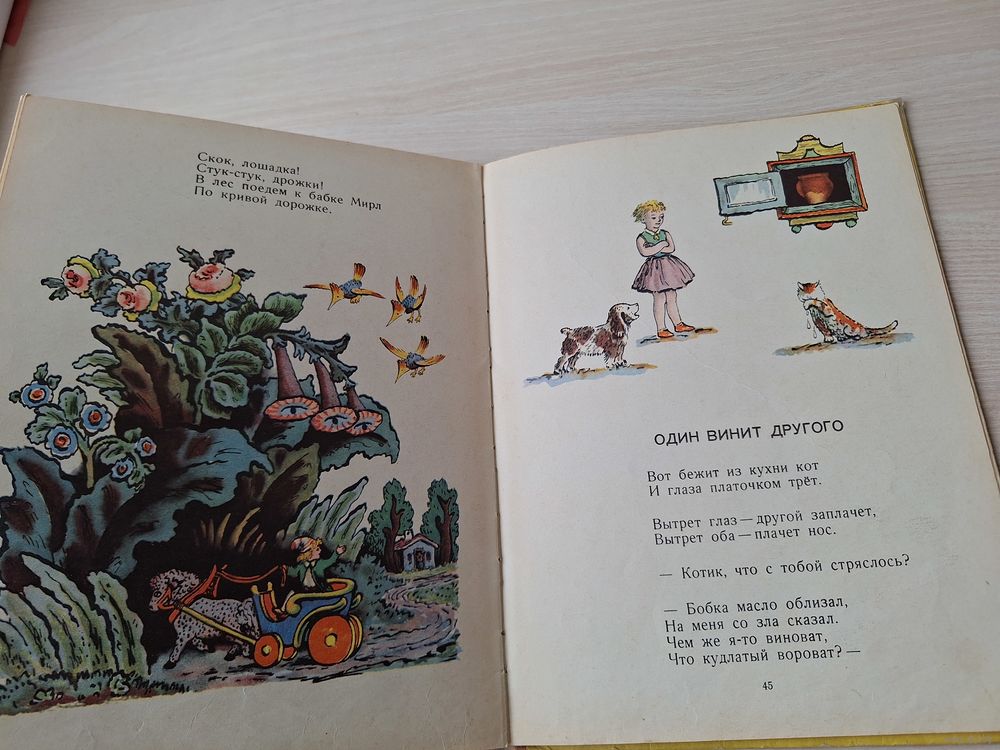 Скок, лошадка!
Стук-стук, дрожки!
В лес поедем к бабке Мирл
По кривой дорожке.
ОДИН ВИНИТ ДРУГОГО
Вот бежит из кухни кот
И глаза платочком трёт.
Вытрет глаз — другой заплачет,
Вытрет оба — плачет нос.
— Котик, что с тобой стряслось?
— Бобка масло облизал,
На меня со зла сказал.
Чем же я-то виноват,
Что кудлатый вороват? —
45